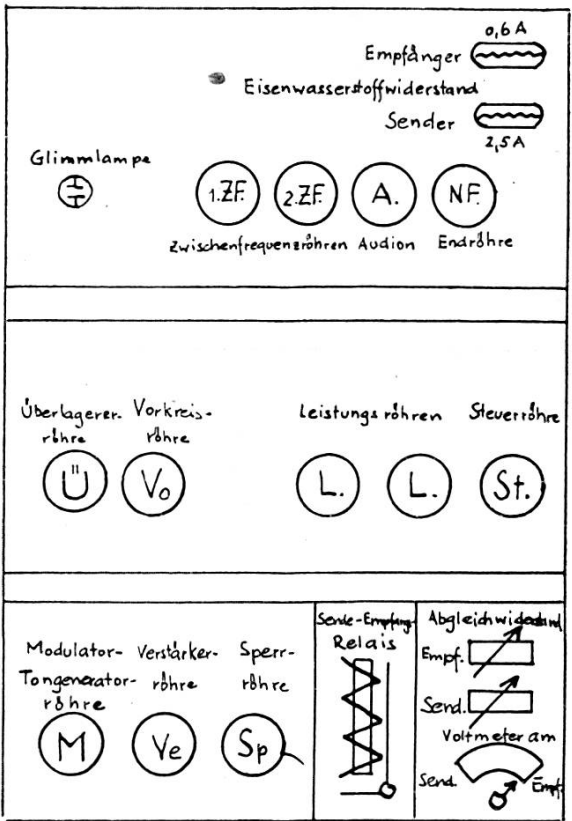 0,6 A
Empfänger
Eisenwasserstoffwiderstand
Sender
2,5 A
Glimmlampe
1.ZF. 2.ZF. A. NF.
Zwischenfrequenzröhren Audion Endröhre
Überlagerer- Vorkreis- Leistungsröhren Steuerröhre
röhre röhre
Ü Vo L. L. St.
Sende-Empfang Abgleichwiderstand
Relais
Modulator- Verstärker- Sperr- Empf.
Tongenerator- röhre röhre
röhre
Send.
Voltmeter am
M Ve Sp
Send. Empf.